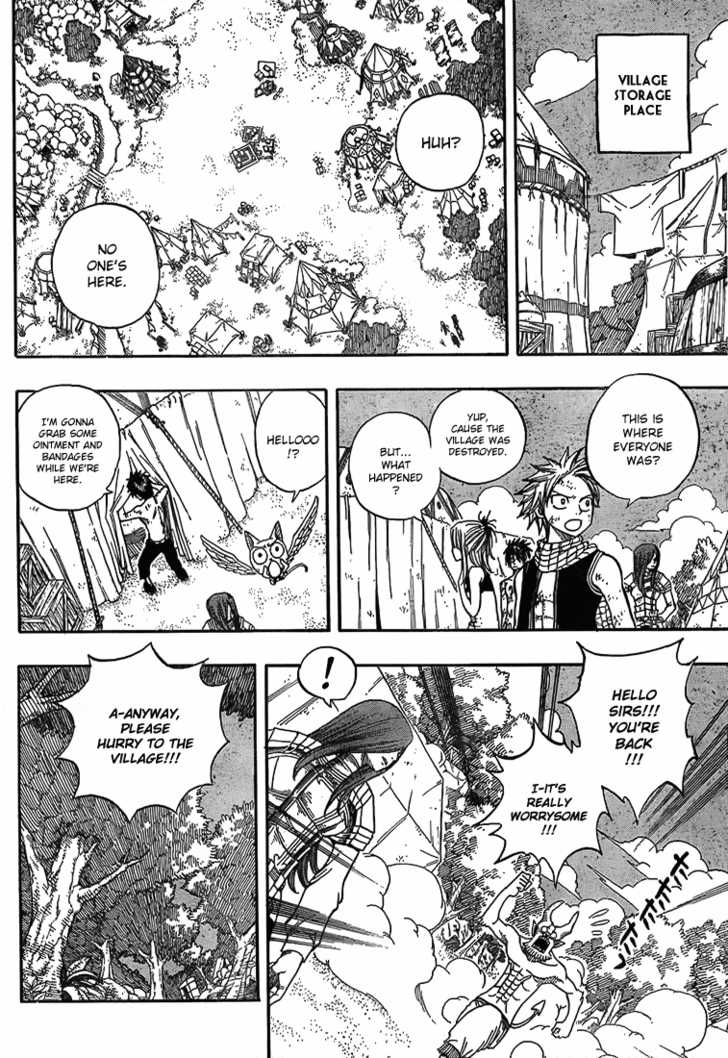 VILLAGE
STORAGE
PLACE
HUH?
NO
ONE'S
HERE.
THIS IS
WHERE
EVERYONE
WAS?
YUP,
CAUSE THE
VILLAGE WAS
DESTROYED.
BUT...
WHAT
HAPPENED
?
HELLOOO
!?
I'M GONNA
GRAB SOME
OINTMENT AND
BANDAGES
WHILE WE'RE
HERE.
HELLO
SIRS!!!
YOU'RE
BACK
!!!
I-IT'S
REALLY
WORRYSOME
!!!
!
A-ANYWAY,
PLEASE
HURRY TO THE
VILLAGE!!!